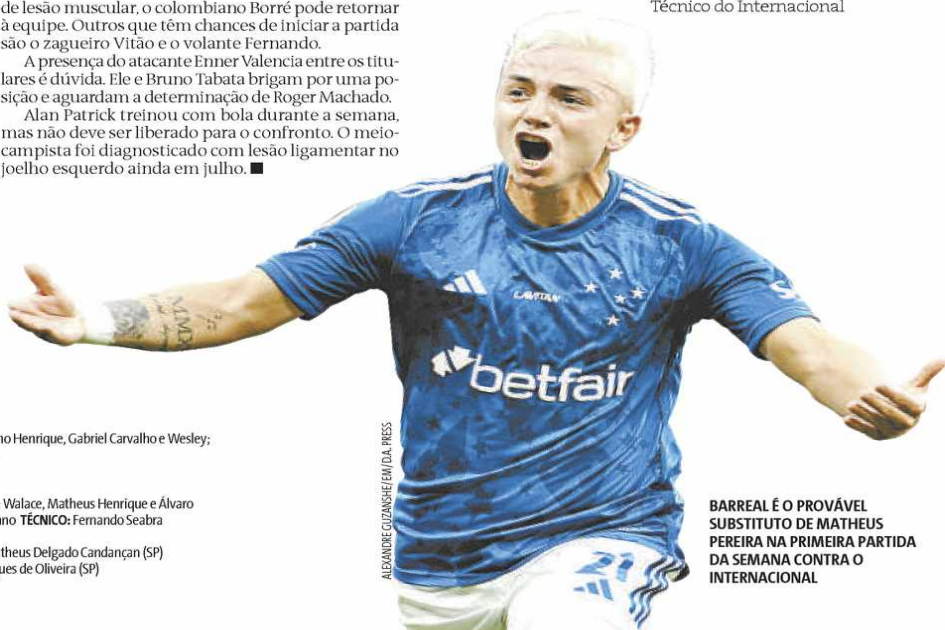 de lesão muscular, o colombiano Borré pode retornar
à equipe. Outros que têm chances de iniciar a partida
são o zagueiro Vitão e o volante Fernando.
A presença do atacante Enner Valencia entre os titu-
lares é dúvida. Ele e Bruno Tabata brigam por uma po-
sição e aguardam a determinação de Roger Machado.
Alan Patrick treinou com bola durante a semana,
mas não deve ser liberado para o confronto. O meio-
campista foi diagnosticado com lesão ligamentar no
joelho esquerdo ainda em julho. ■
Técnico do Internacional
LAVITAN
betfair
21
Henrique, Gabriel Carvalho e Wesley;
Walace, Matheus Henrique e Álvaro
TÉCNICO: Fernando Seabra
Delgado Candançan (SP)
de Oliveira (SP)
ALEXANDRE GUZANSHE/EM/D.A. PRESS
BARREAL É O PROVÁVEL
SUBSTITUTO DE MATHEUS
PEREIRA NA PRIMEIRA PARTIDA
DA SEMANA CONTRA O
INTERNACIONAL